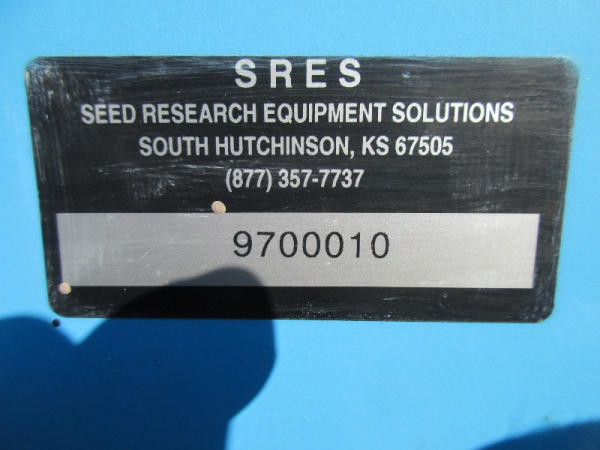 SRES
SEED RESEARCH EQUIPMENT SOLUTIONS
SOUTH HUTCHINSON, KS 67505
(877) 357-7737
9700010